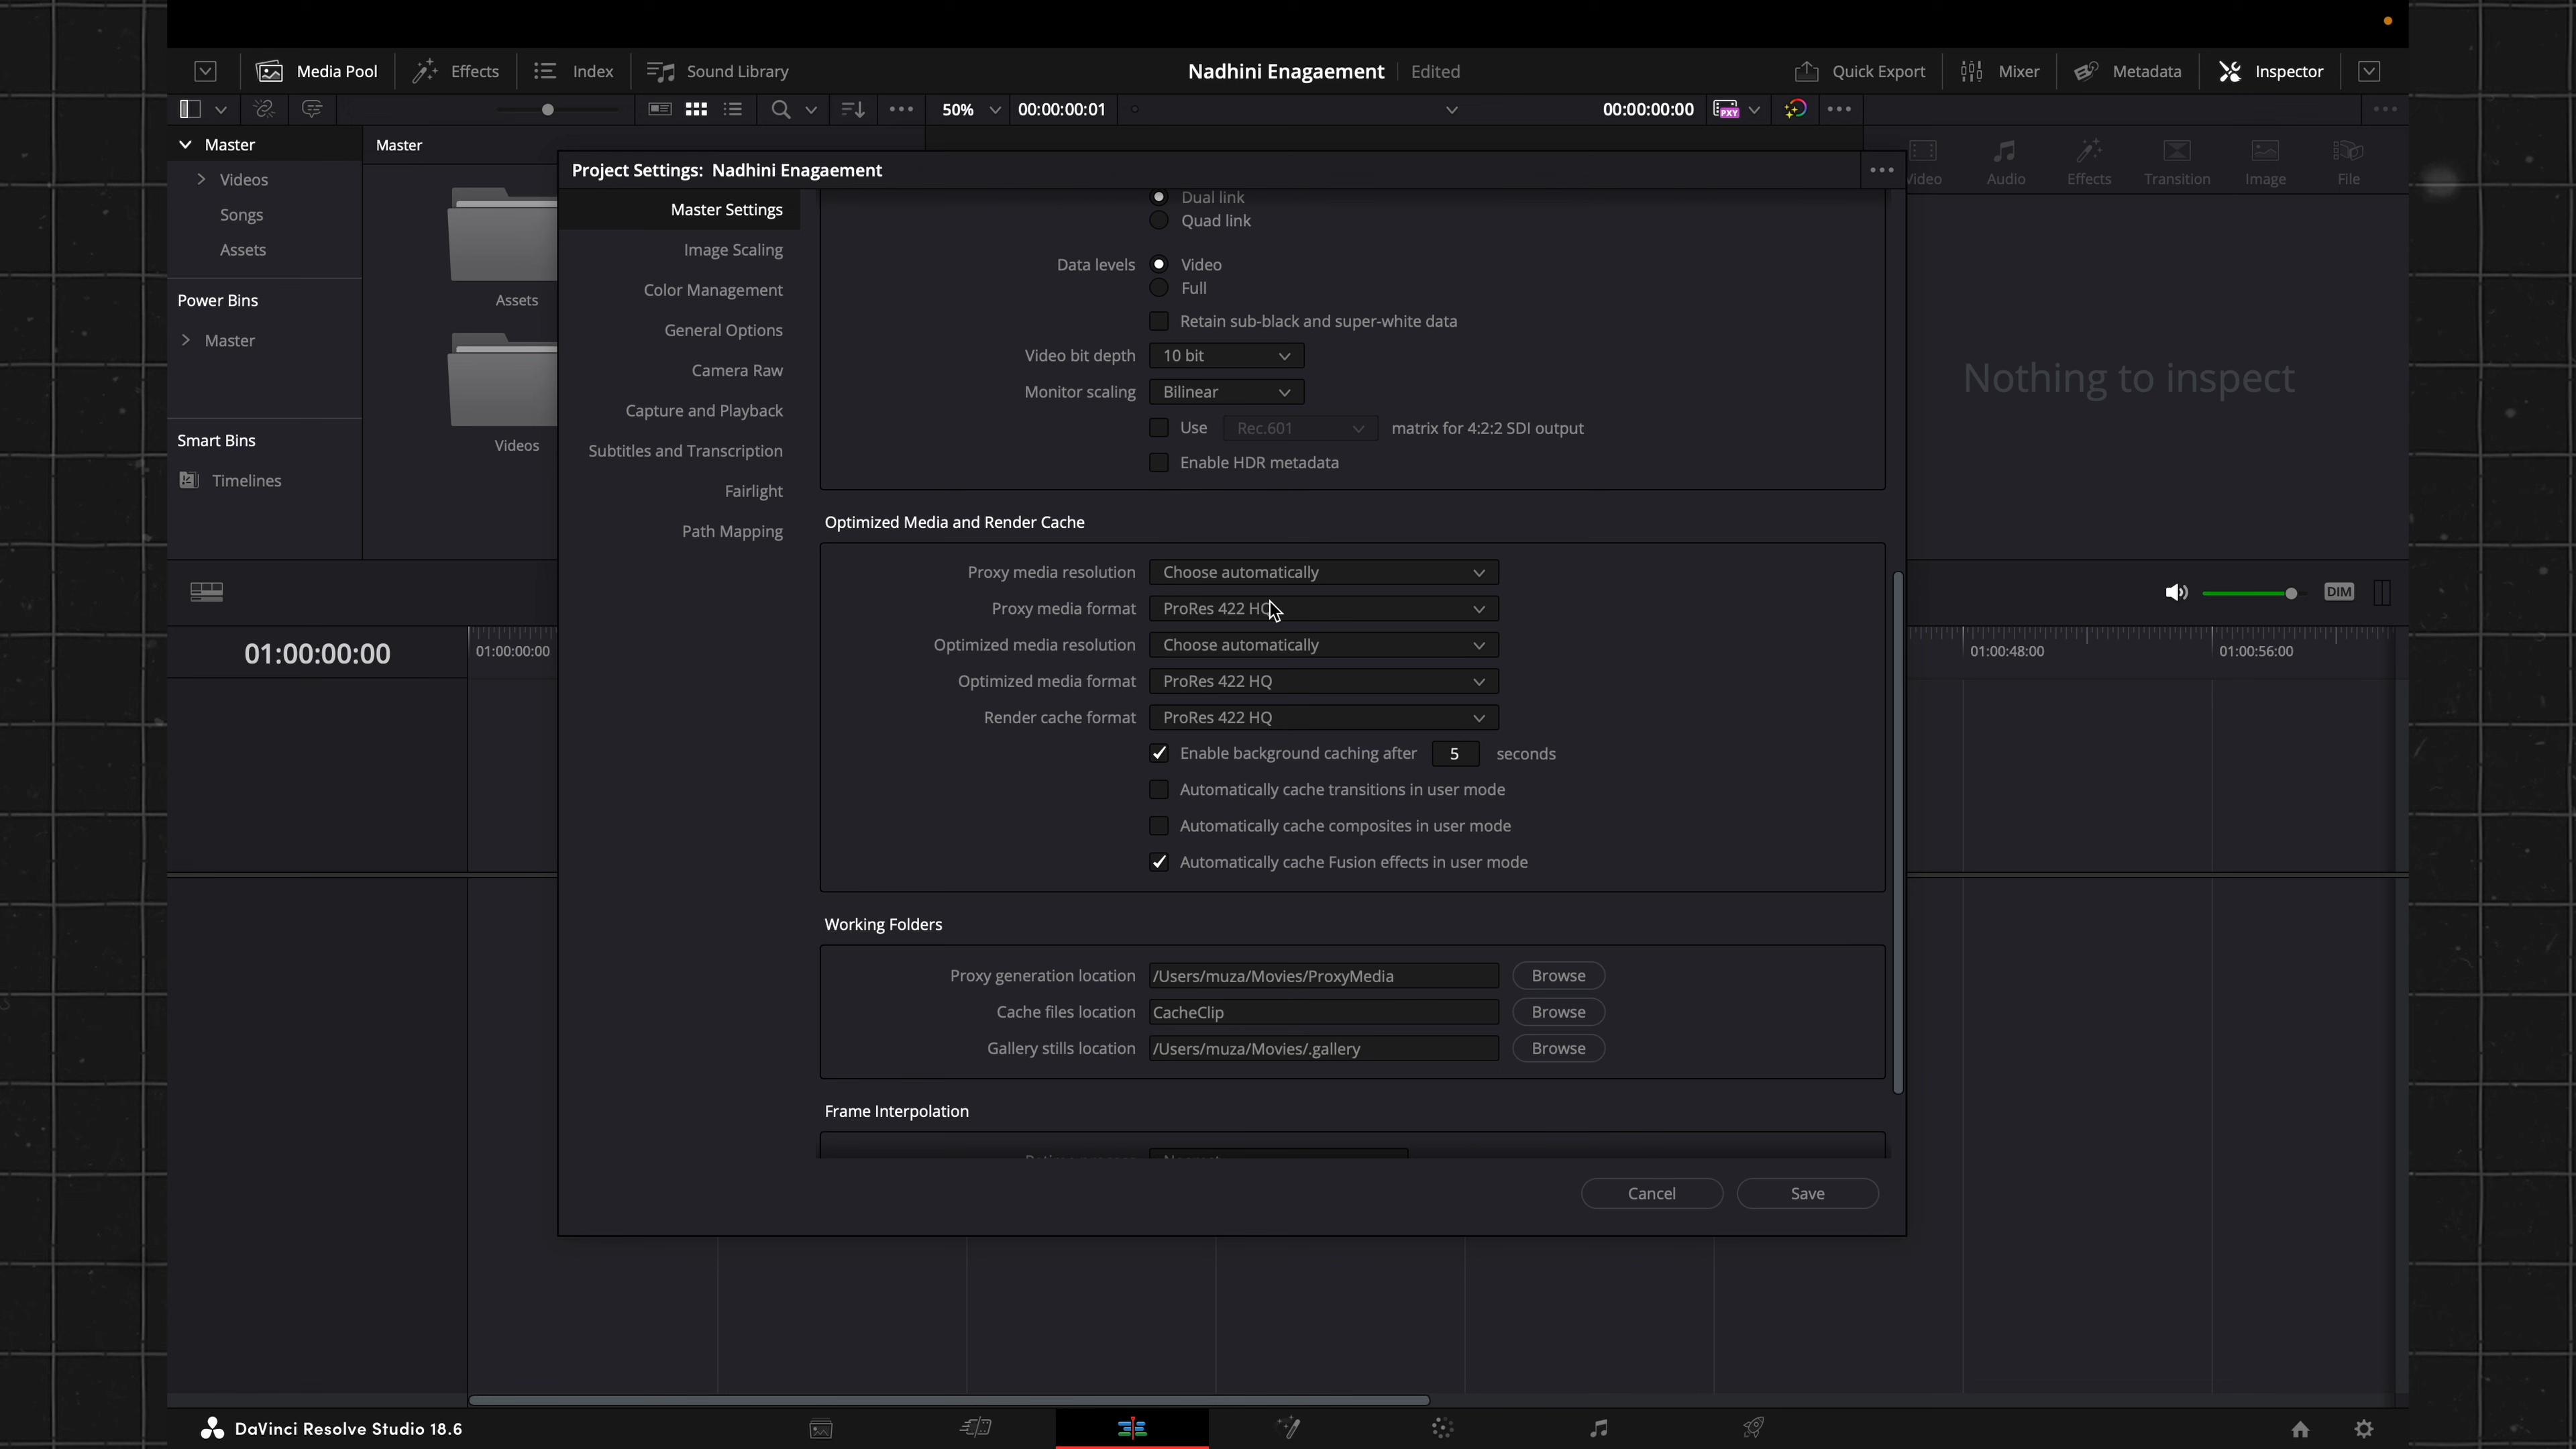 Media Pool Effects Index Sound Library Nadhini Enagaement Edited Quick Export Mixer Metadata Inspector
50% 00:00:00:01 00:00:00:00 PXY
Master
Videos
Songs
Assets
Power Bins
Master
Smart Bins
Timelines
Master
Assets
Videos
Project Settings: Nadhini Enagaement
Master Settings
Image Scaling
Color Management
General Options
Camera Raw
Capture and Playback
Subtitles and Transcription
Fairlight
Path Mapping
Dual link
Quad link
Data levels Video
Full
Retain sub-black and super-white data
Video bit depth 10 bit
Monitor scaling Bilinear
Use Rec.601 matrix for 4:2:2 SDI output
Enable HDR metadata
Optimized Media and Render Cache
Proxy media resolution Choose automatically
Proxy media format ProRes 422 HQ
Optimized media resolution Choose automatically
Optimized media format ProRes 422 HQ
Render cache format ProRes 422 HQ
Enable background caching after 5 seconds
Automatically cache transitions in user mode
Automatically cache composites in user mode
Automatically cache Fusion effects in user mode
Working Folders
Proxy generation location /Users/muza/Movies/ProxyMedia Browse
Cache files location CacheClip Browse
Gallery stills location /Users/muza/Movies/.gallery Browse
Frame Interpolation
Cancel Save
Video Audio Effects Transition Image File
Nothing to inspect
DIM
01:00:00:00 01:00:00:00 01:00:48:00 01:00:56:00
DaVinci Resolve Studio 18.6